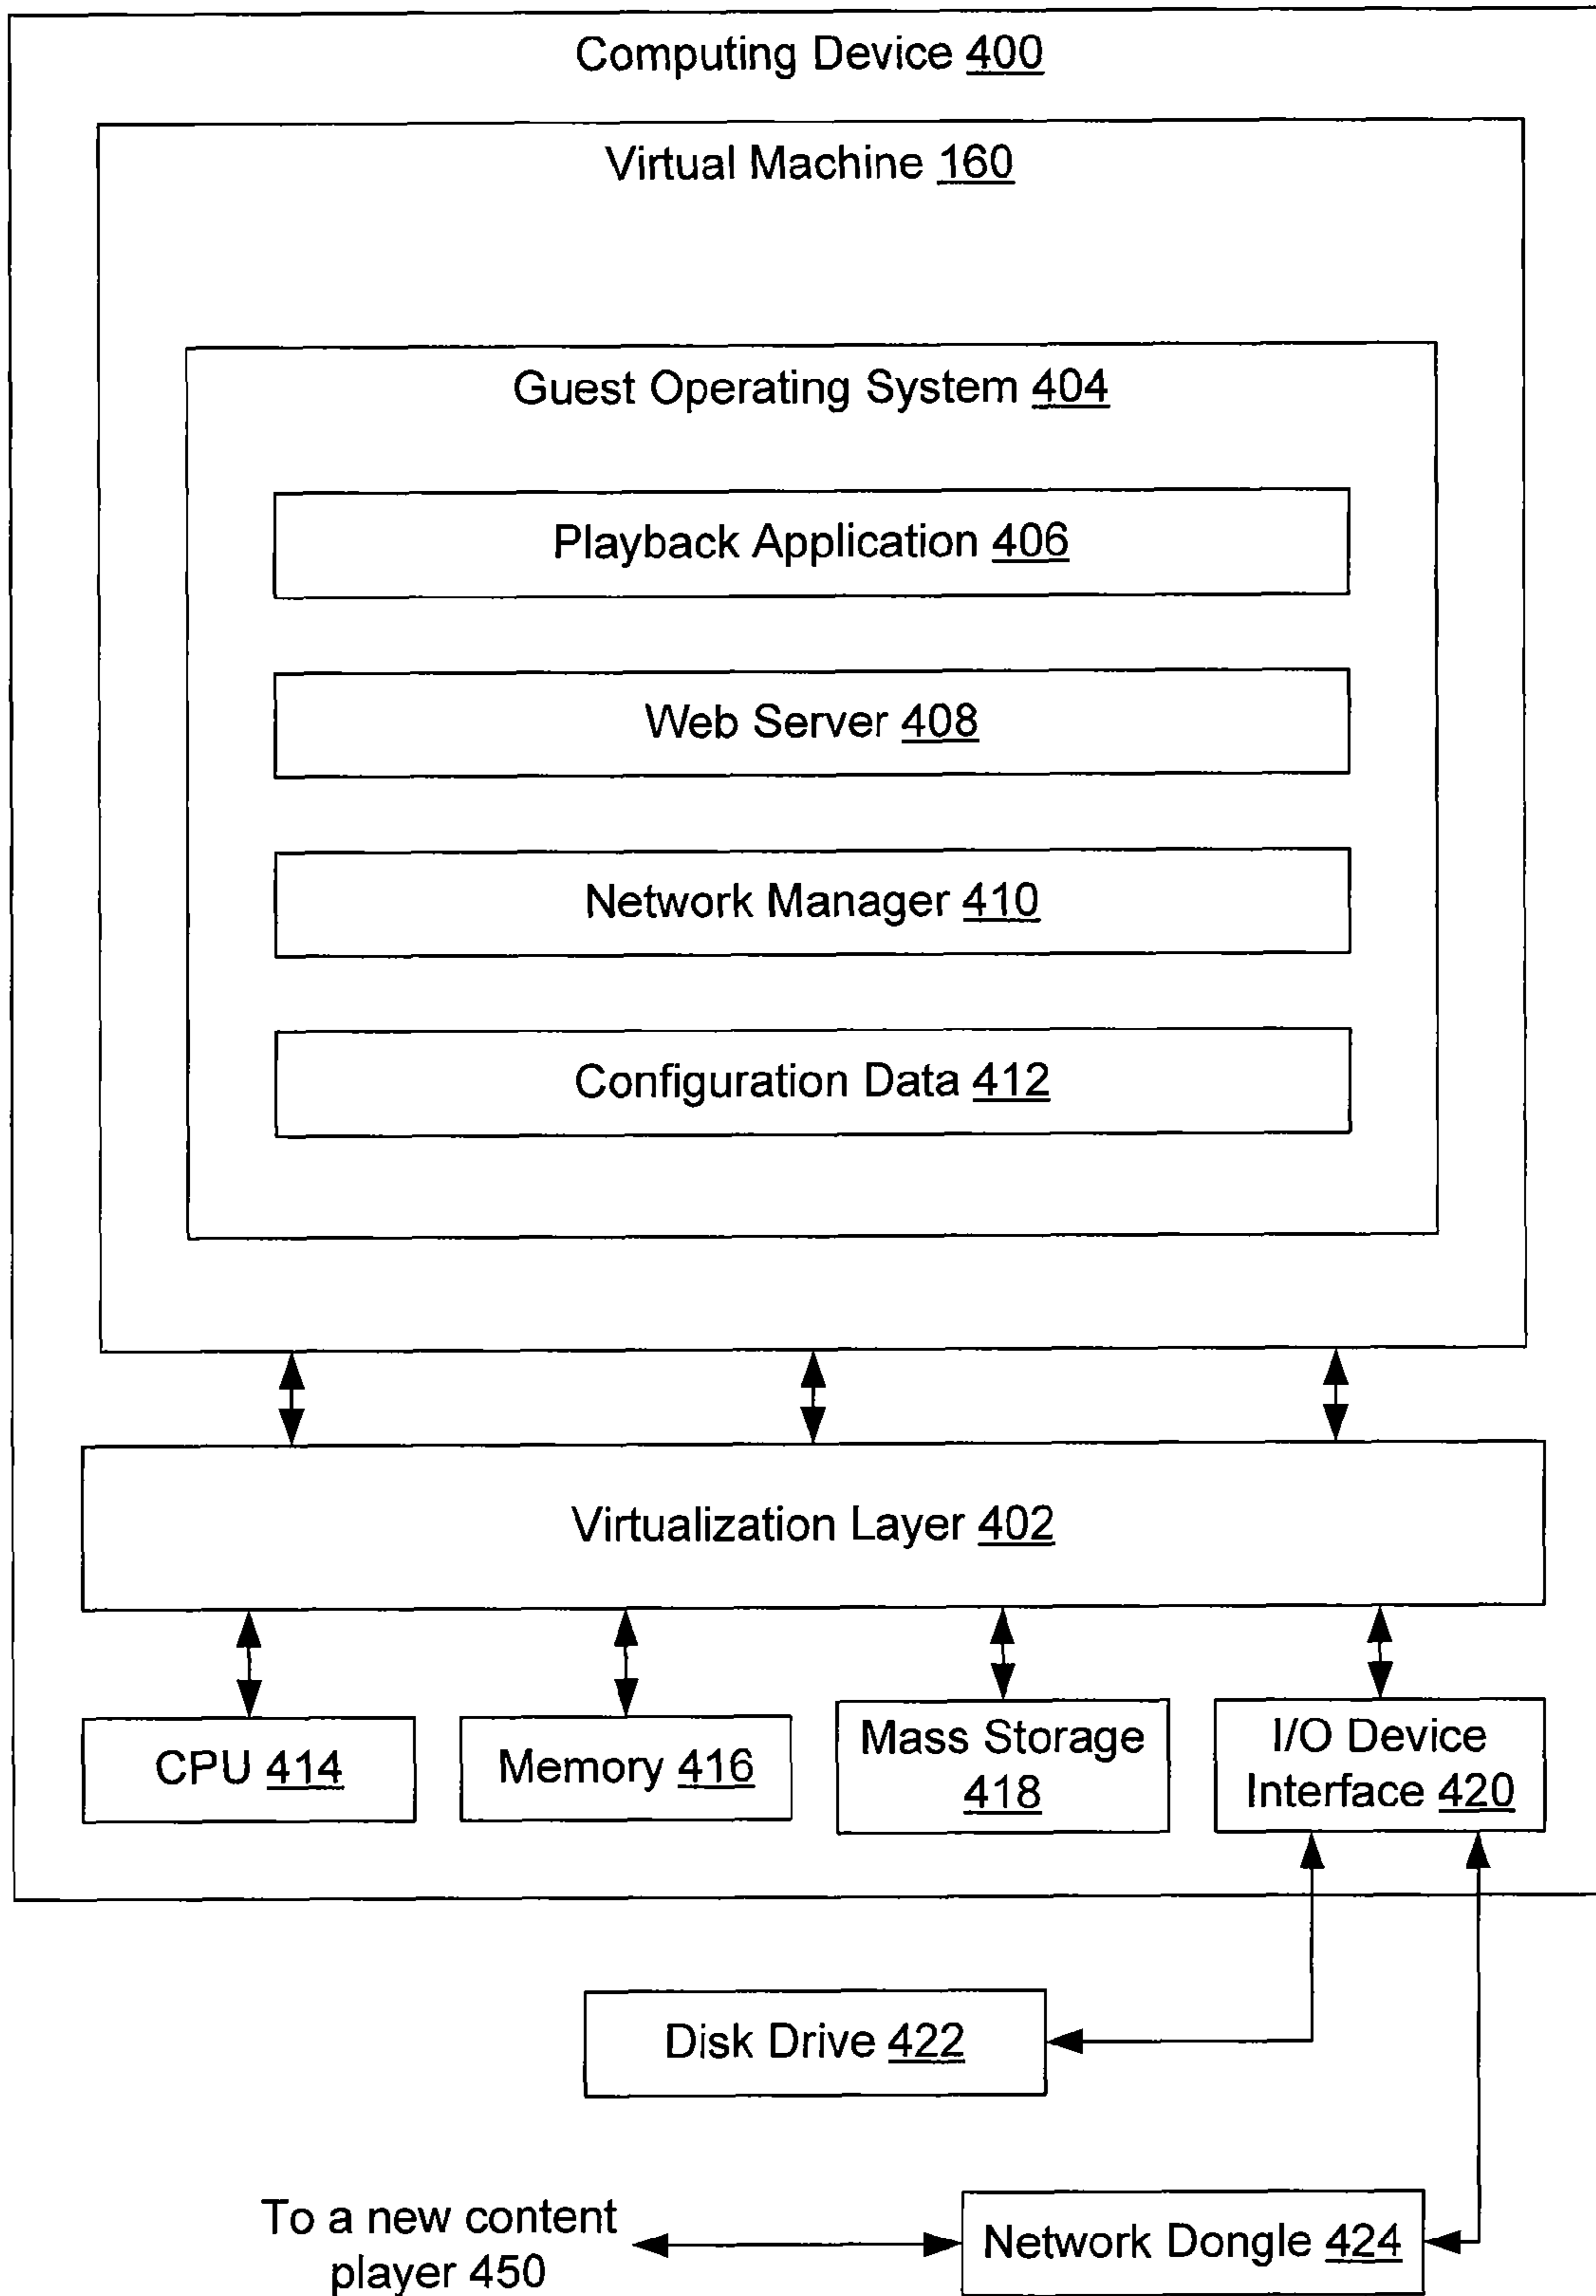 Computing Device 400
Virtual Machine 160
Guest Operating System 404
Playback Application 406
Web Server 408
Network Manager 410
Configuration Data 412
Virtualization Layer 402
CPU 414
Memory 416
Mass Storage
418
I/O Device
Interface 420
Disk Drive 422
To a new content
player 450
Network Dongle 424